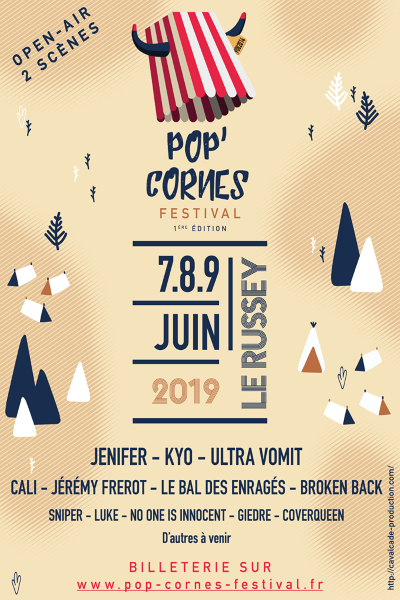 OPEN-AIR
2 SCÈNES
POP'
CORNES
FESTIVAL
1ÈRE ÉDITION
7.8.9
JUIN
2019
LE RUSSEY
JENIFER – KYO – ULTRA VOMIT
CALI – JÉRÉMY FREROT – LE BAL DES ENRAGÉS – BROKEN BACK
SNIPER – LUKE – NO ONE IS INNOCENT – GIEDRE – COVERQUEEN
D'autres à venir
BILLETERIE SUR
www.pop-cornes-festival.fr
http://cavalcade-production.com/